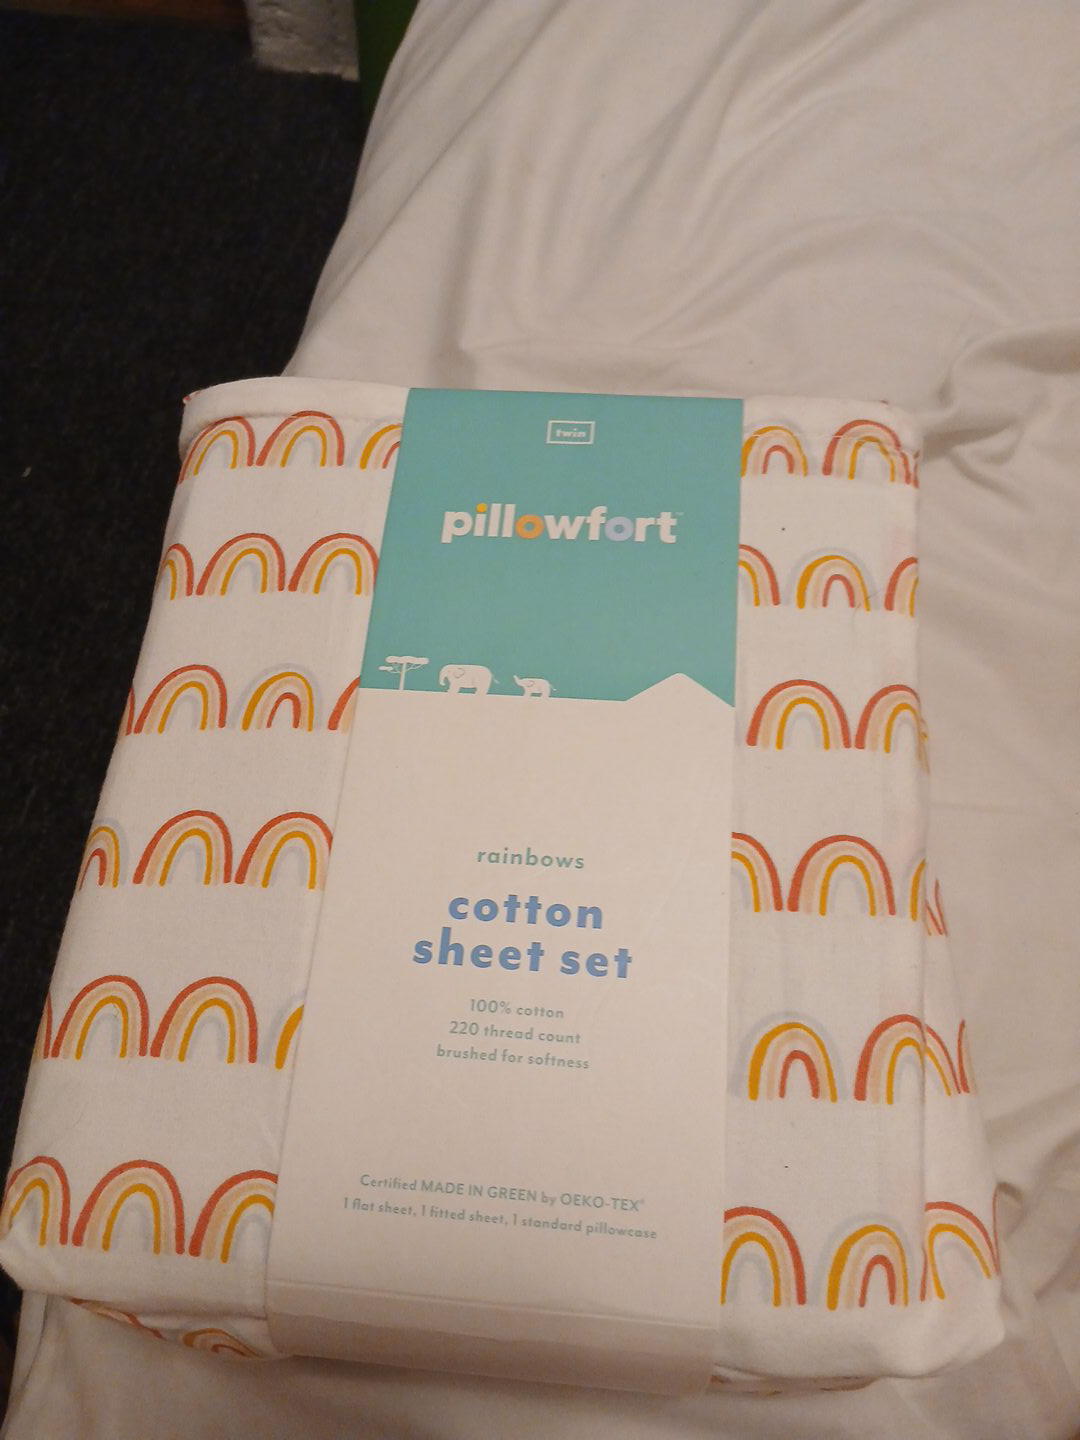 twin
pillowfort™
rainbows
cotton
sheet set
100% cotton
220 thread count
brushed for softness
Certified MADE IN GREEN by OEKO-TEX®
1 flat sheet, 1 fitted sheet, 1 standard pillowcase